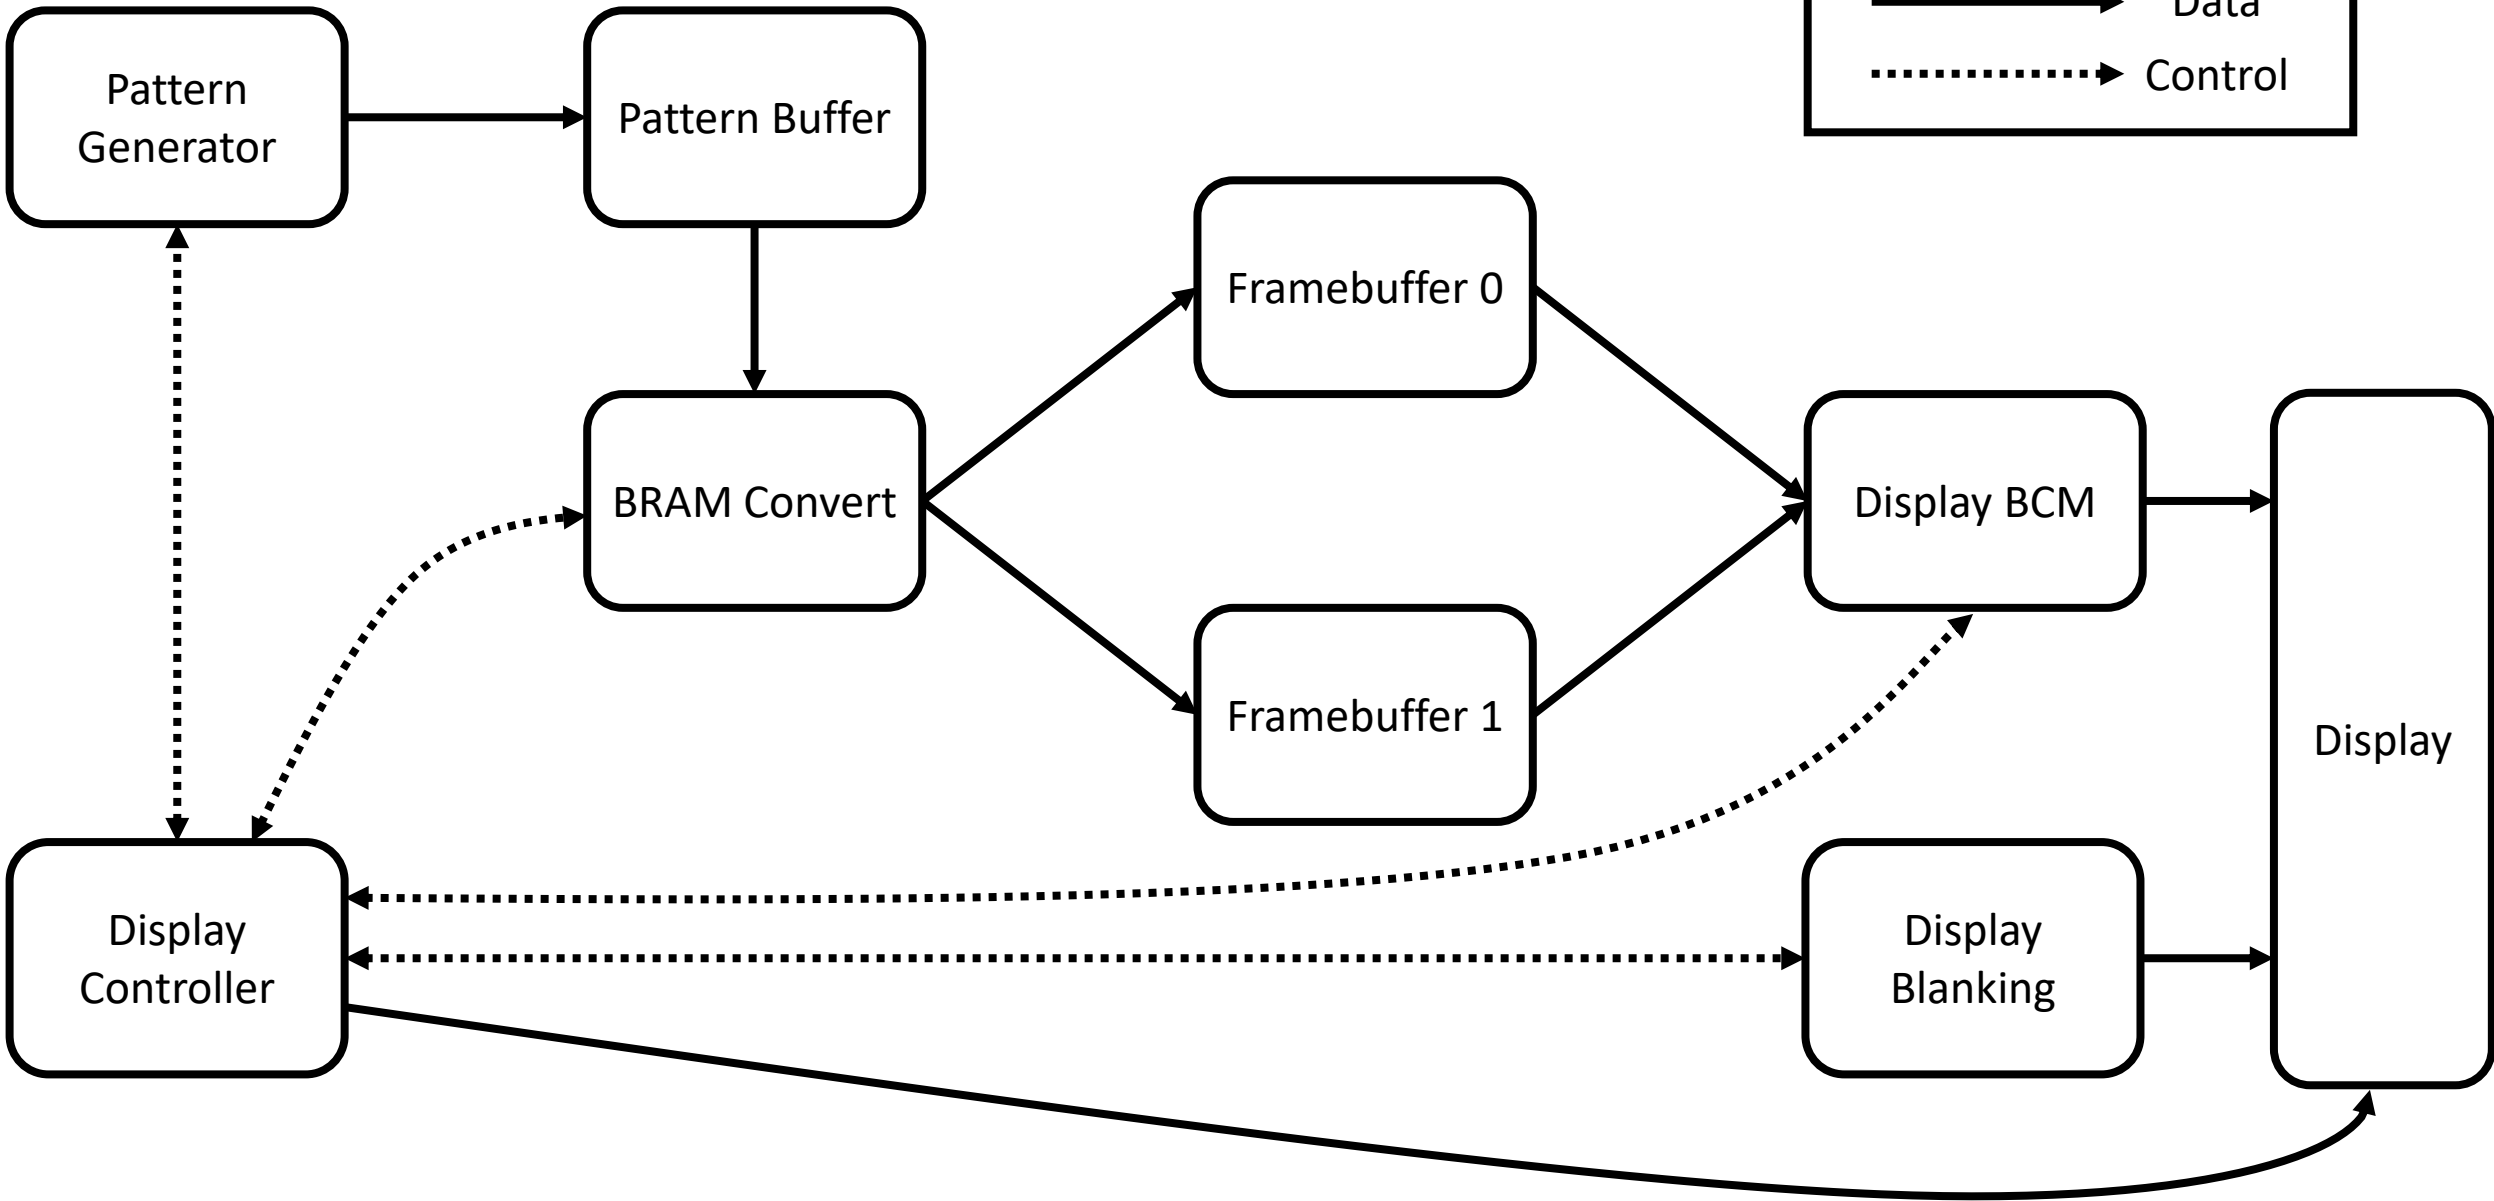 Data
Control
Pattern
Generator
Pattern Buffer
Framebuffer 0
BRAM Convert
Display BCM
Framebuffer 1
Display
Display
Controller
Display
Blanking